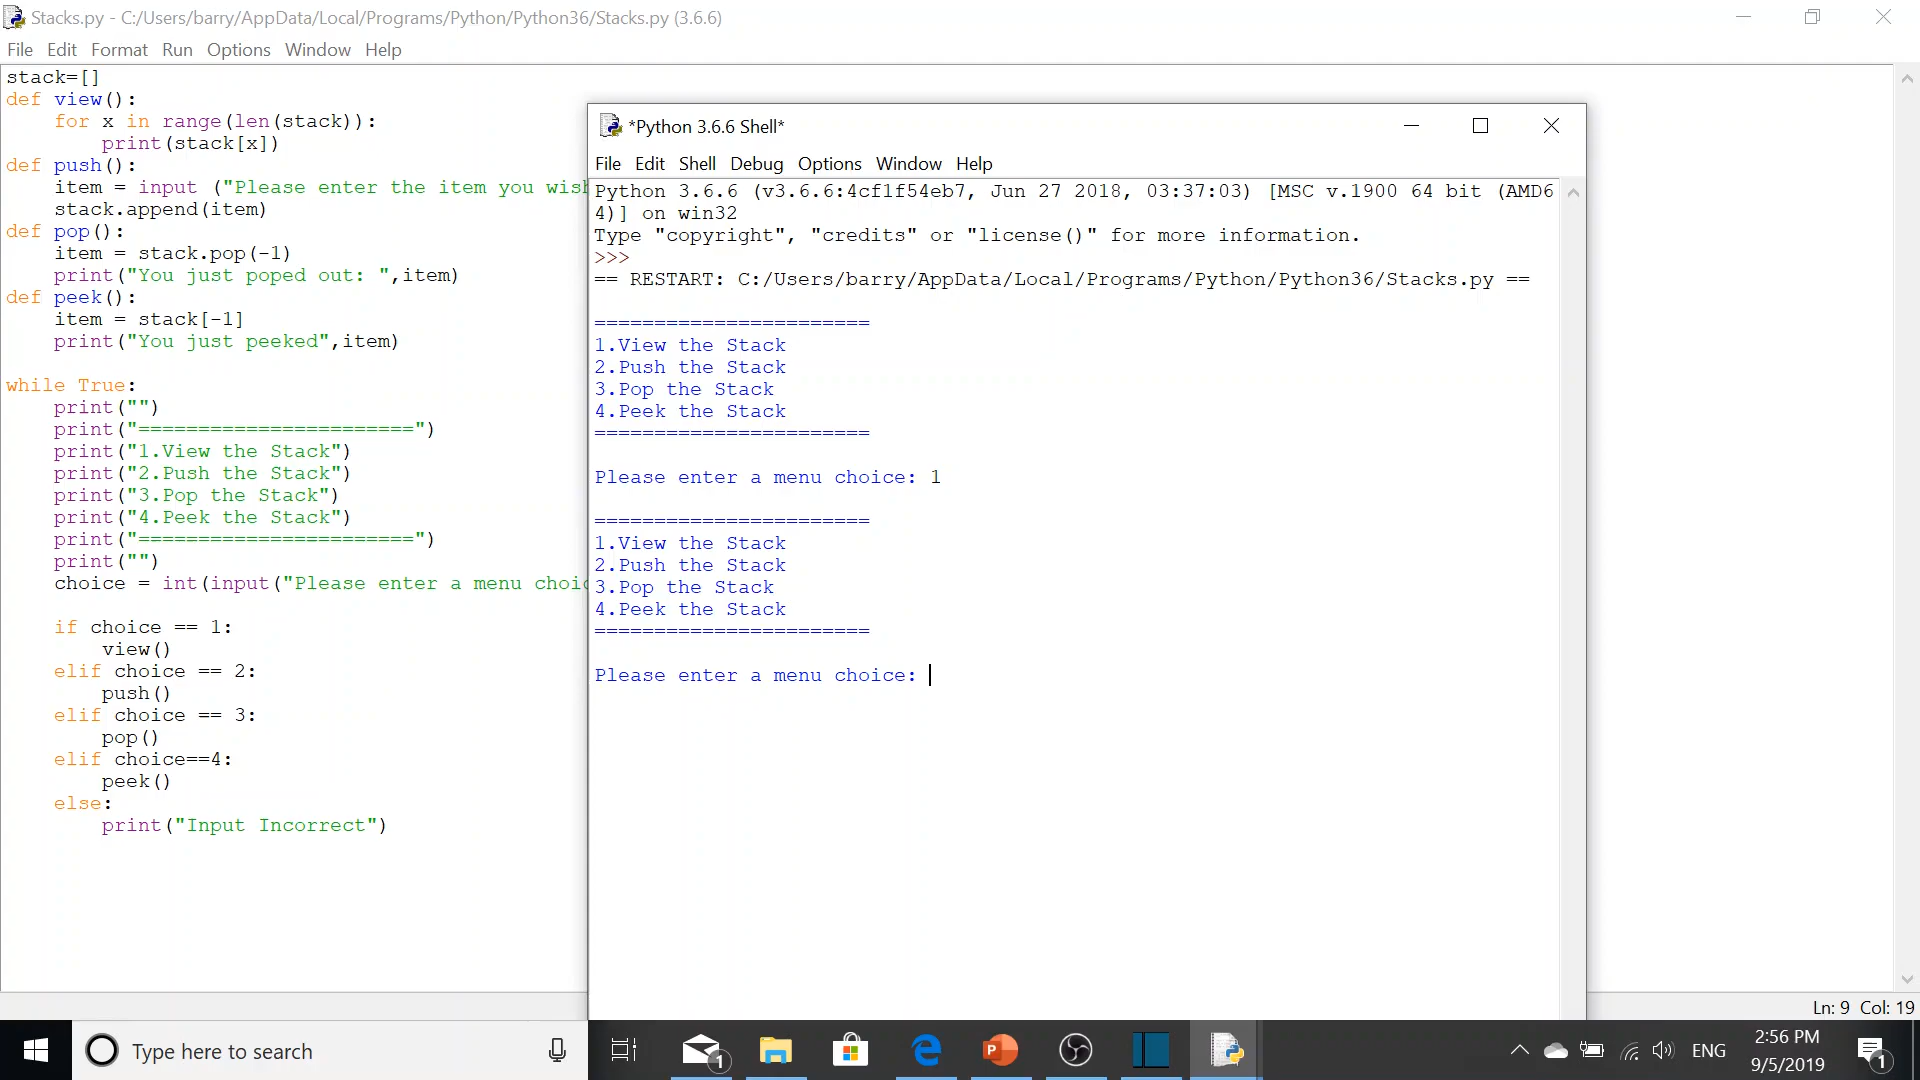 Stacks.py - C:/Users/barry/AppData/Local/Programs/Python/Python36/Stacks.py (3.6.6)
File Edit Format Run Options Window Help
stack=[]
def view():
    for x in range(len(stack)):
        print(stack[x])
def push():
    item = input ("Please enter the item you wish
    stack.append(item)
def pop():
    item = stack.pop(-1)
    print("You just poped out: ",item)
def peek():
    item = stack[-1]
    print("You just peeked",item)
while True:
    print("")
    print("=======================")
    print("1.View the Stack")
    print("2.Push the Stack")
    print("3.Pop the Stack")
    print("4.Peek the Stack")
    print("=======================")
    print("")
    choice = int(input("Please enter a menu choic
    if choice == 1:
        view()
    elif choice == 2:
        push()
    elif choice == 3:
        pop()
    elif choice==4:
        peek()
    else:
        print("Input Incorrect")
*Python 3.6.6 Shell*
File Edit Shell Debug Options Window Help
Python 3.6.6 (v3.6.6:4cf1f54eb7, Jun 27 2018, 03:37:03) [MSC v.1900 64 bit (AMD6
4)] on win32
Type "copyright", "credits" or "license()" for more information.
>>>
== RESTART: C:/Users/barry/AppData/Local/Programs/Python/Python36/Stacks.py ==
=======================
1.View the Stack
2.Push the Stack
3.Pop the Stack
4.Peek the Stack
=======================
Please enter a menu choice: 1
=======================
1.View the Stack
2.Push the Stack
3.Pop the Stack
4.Peek the Stack
=======================
Please enter a menu choice:
Ln: 9 Col: 19
Type here to search
1
P
ENG
2:56 PM
9/5/2019
1